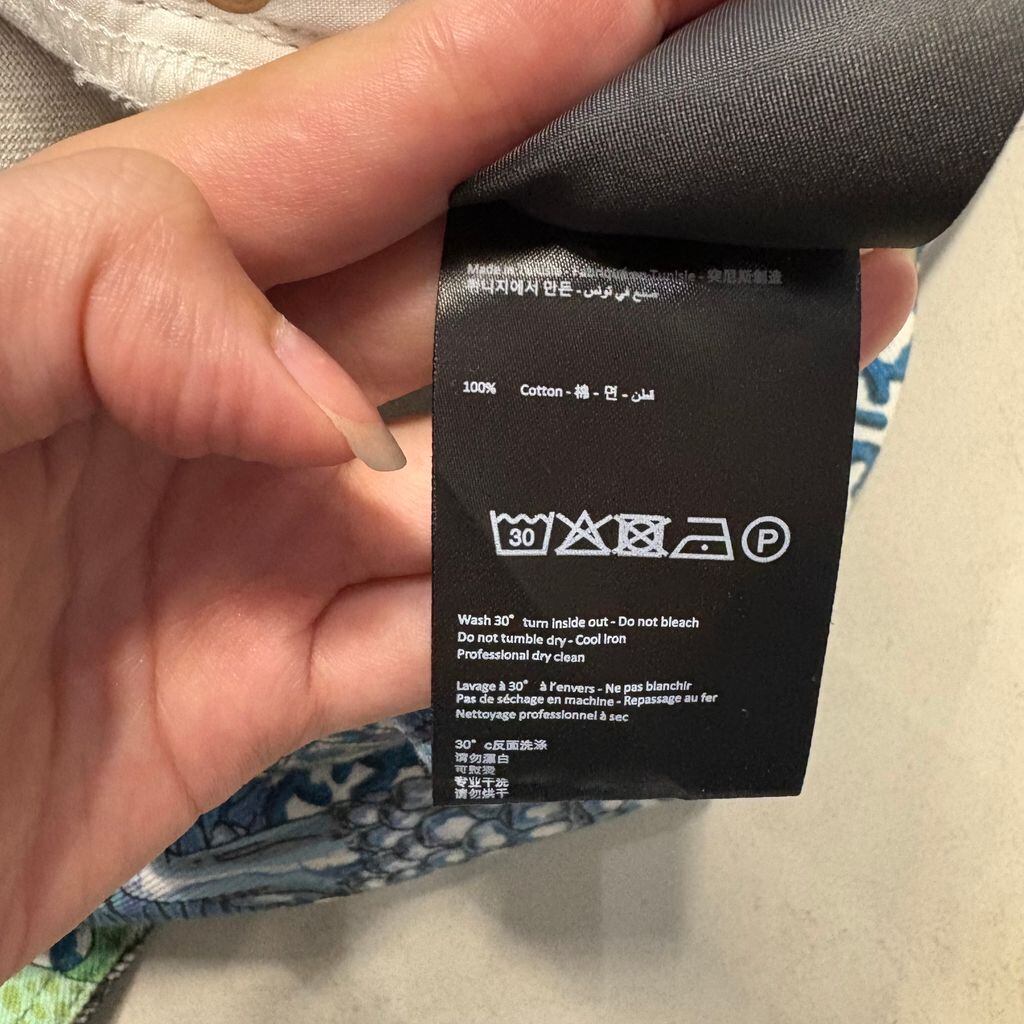 Made in Tunisie - Fabriqué en Tunisie - 突尼斯制造
튀니지에서 만든 - صنع في تونس
100% Cotton - 棉 - 면 - قطن
30
P
Wash 30° turn inside out - Do not bleach
Do not tumble dry - Cool iron
Professional dry clean
Lavage à 30° à l'envers - Ne pas blanchir
Pas de séchage en machine - Repassage au fer
Nettoyage professionnel à sec
30°c反面洗涤
请勿漂白
可熨烫
专业干洗
请勿烘干